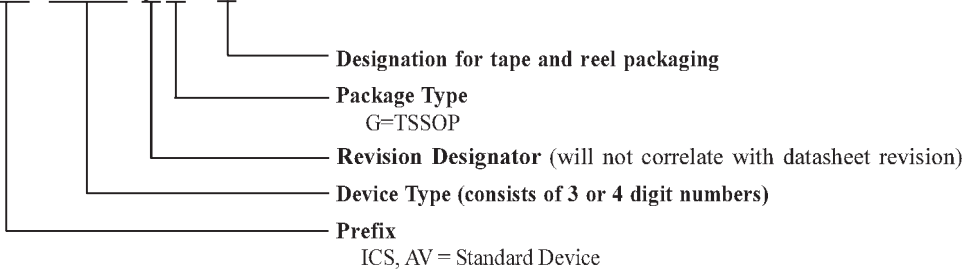 Designation for tape and reel packaging
Package Type
G=TSSOP
Revision Designator (will not correlate with datasheet revision)
Device Type (consists of 3 or 4 digit numbers)
Prefix
ICS, AV = Standard Device